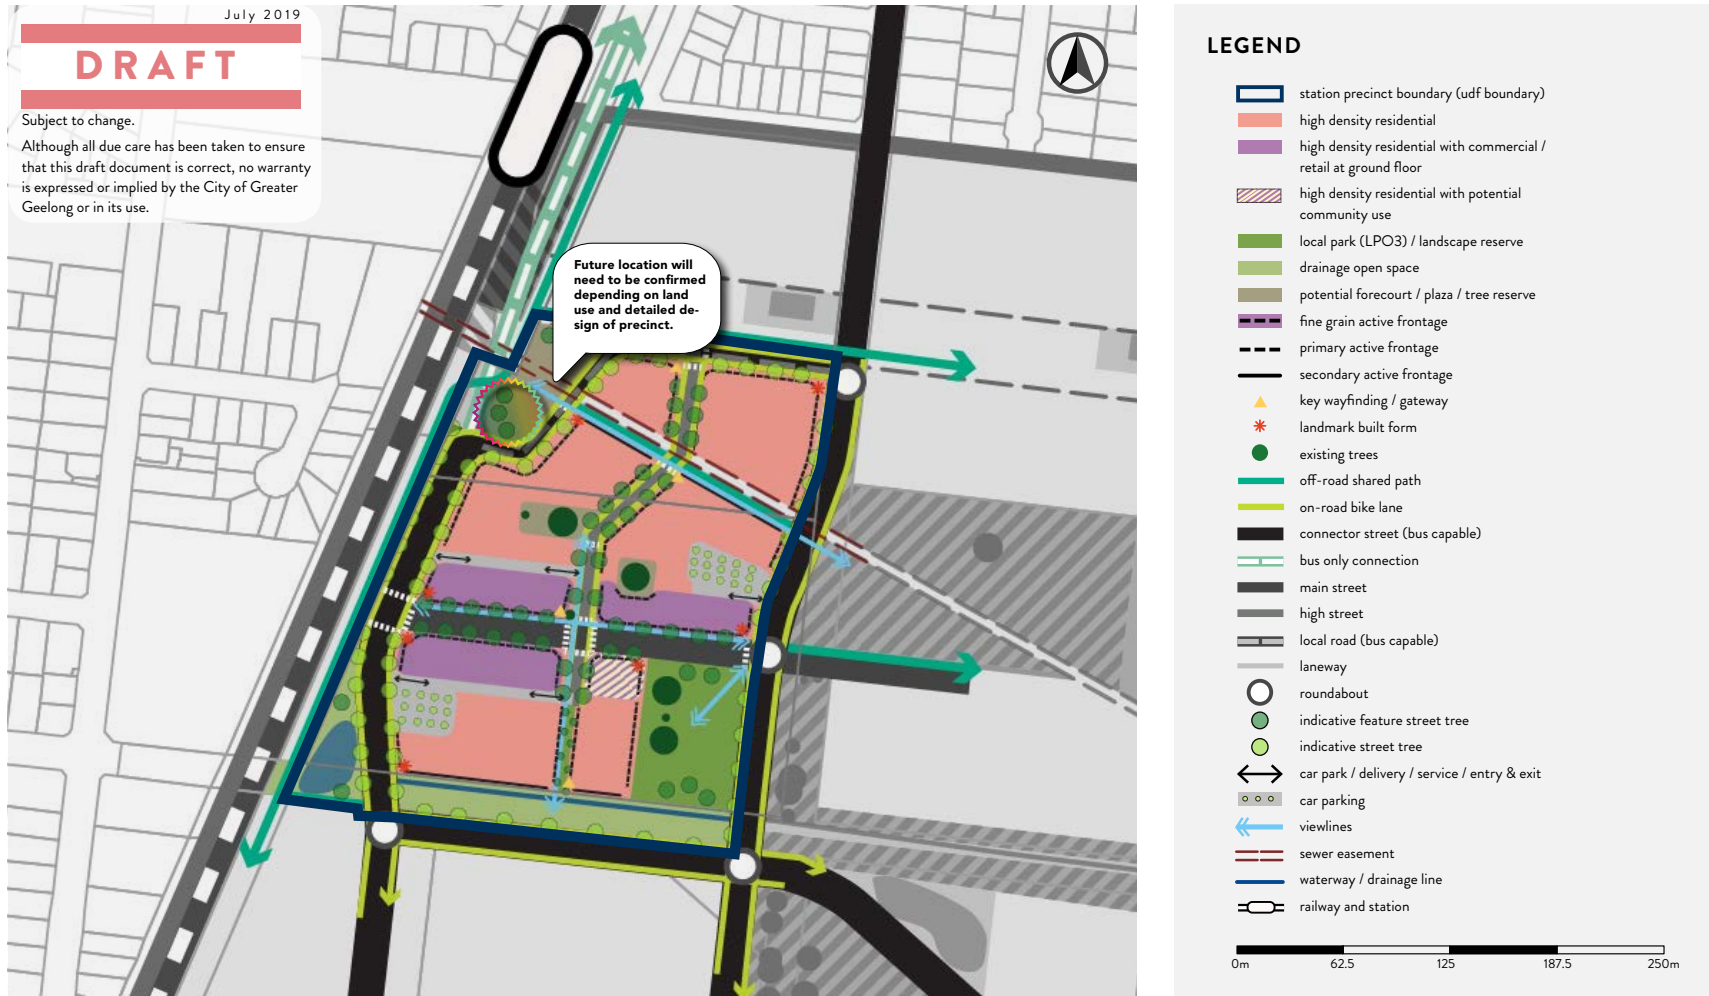 July 2019
DRAFT
Subject to change.
Although all due care has been taken to ensure
that this draft document is correct, no warranty
is expressed or implied by the City of Greater
Geelong or in its use.
Future location will
need to be confirmed
depending on land
use and detailed de-
sign of precinct.
LEGEND
station precinct boundary (udf boundary)
high density residential
high density residential with commercial /
retail at ground floor
high density residential with potential
community use
local park (LPO3) / landscape reserve
drainage open space
potential forecourt / plaza / tree reserve
fine grain active frontage
primary active frontage
secondary active frontage
key wayfinding / gateway
landmark built form
existing trees
off-road shared path
on-road bike lane
connector street (bus capable)
bus only connection
main street
high street
local road (bus capable)
laneway
roundabout
indicative feature street tree
indicative street tree
car park / delivery / service / entry & exit
car parking
viewlines
sewer easement
waterway / drainage line
railway and station
0m 62.5 125 187.5 250m